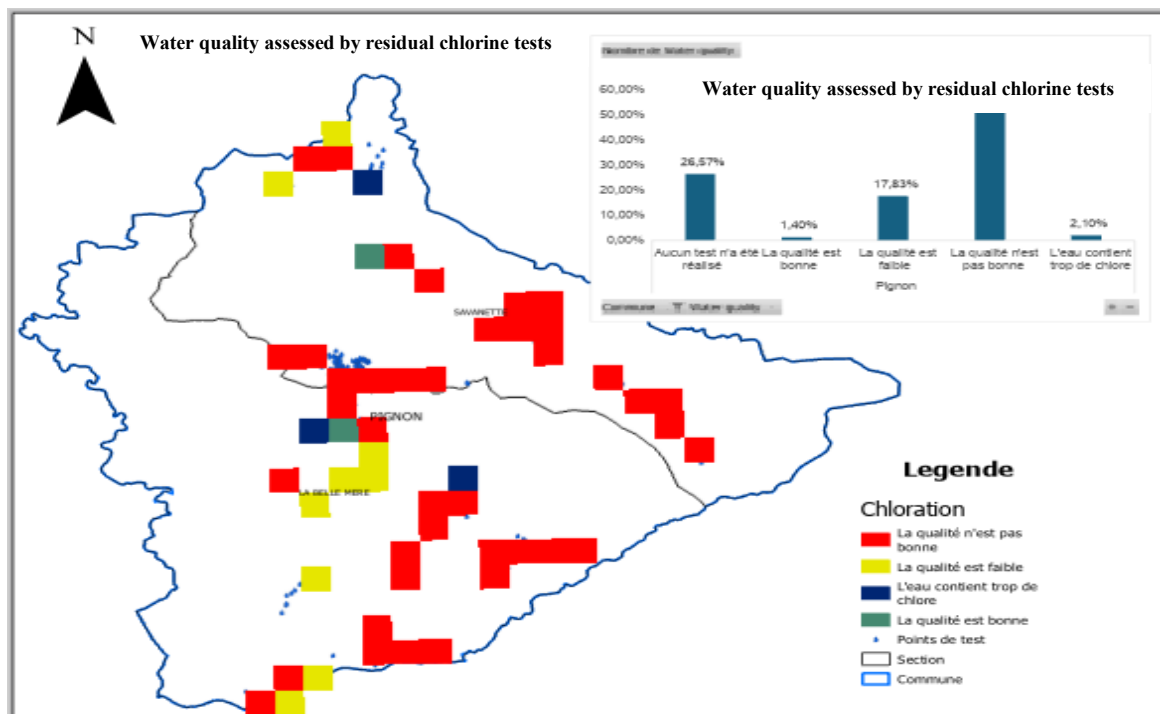 N
Water quality assessed by residual chlorine tests
Nombre de Water quality
Water quality assessed by residual chlorine tests
60,00%
50,00%
40,00%
30,00%
20,00%
10,00%
0,00%
26,57%
1,40%
17,83%
2,10%
Aucun test n'a été
réalisé
La qualité est
bonne
La qualité est
faible
La qualité n'est
pas bonne
L'eau contient
trop de chlore
Pignon
Commune
Water quality
+ −
SAVANETTE
PIGNON
LA BELLE MERE
Legende
Chloration
La qualité n'est pas
bonne
La qualité est faible
L'eau contient trop de
chlore
La qualité est bonne
Points de test
Section
Commune